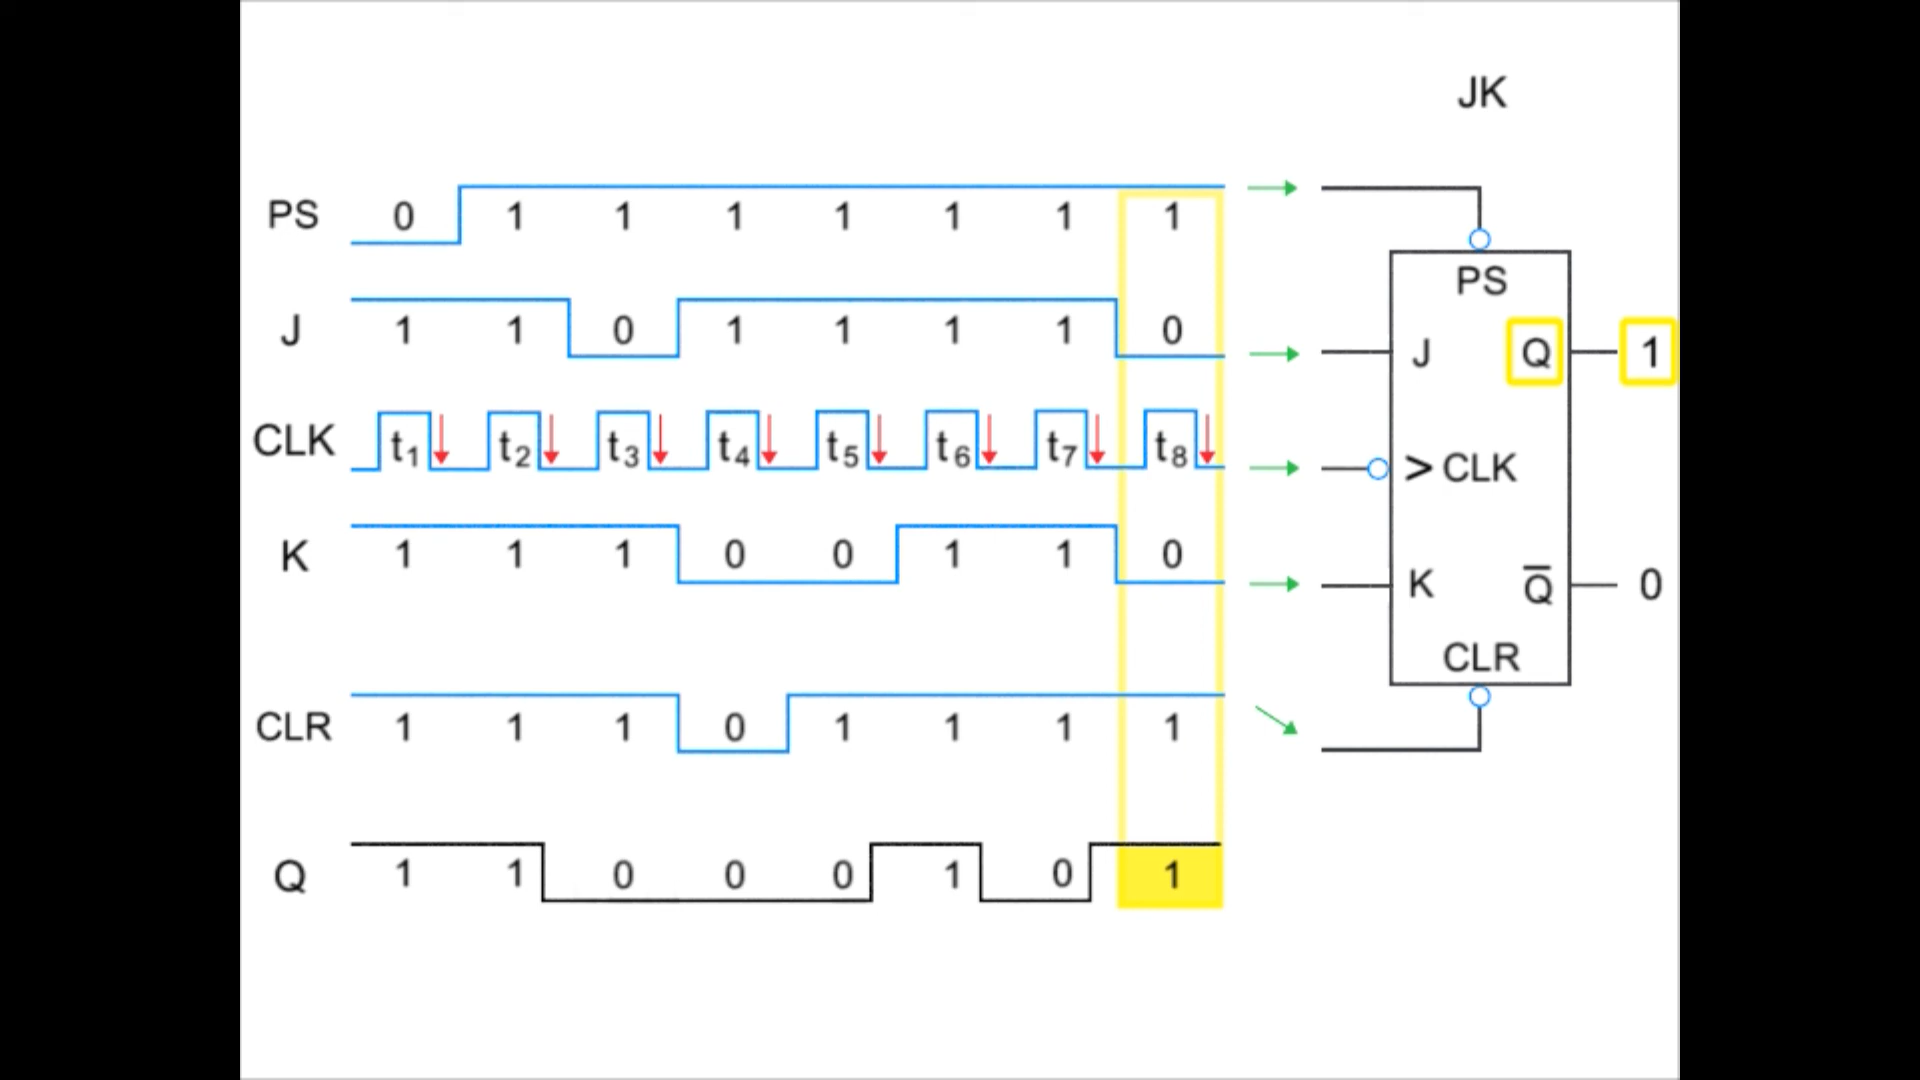 JK
PS 0 1 1 1 1 1 1 1
J 1 1 0 1 1 1 1 0
CLK t1 t2 t3 t4 t5 t6 t7 t8
K 1 1 1 0 0 1 1 0
CLR 1 1 1 0 1 1 1 1
Q 1 1 0 0 0 1 0 1
PS
J Q 1
> CLK
K Q̅ 0
CLR